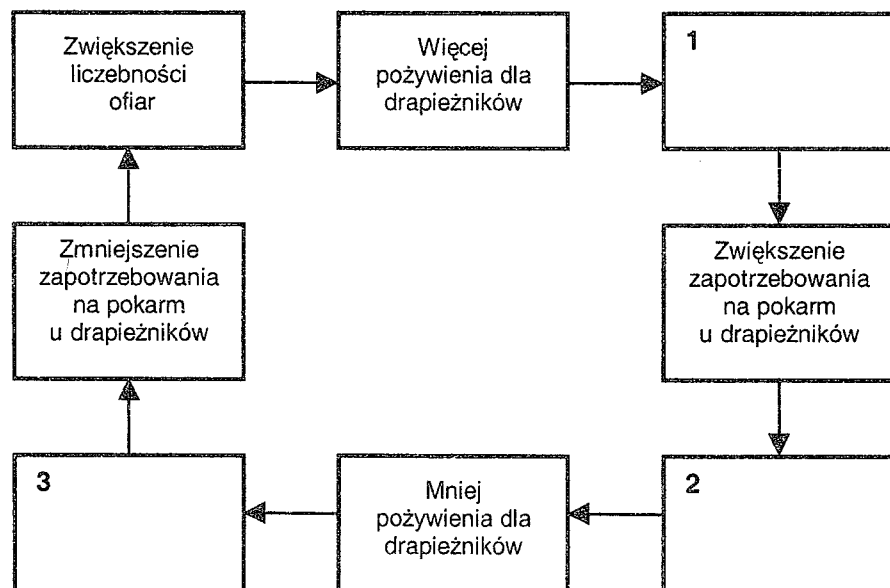 Zwiększenie
liczebności
ofiar
Więcej
pożywienia dla
drapieżników
1
Zmniejszenie
zapotrzebowania
na pokarm
u drapieżników
Zwiększenie
zapotrzebowania
na pokarm
u drapieżników
3
Mniej
pożywienia dla
drapieżników
2